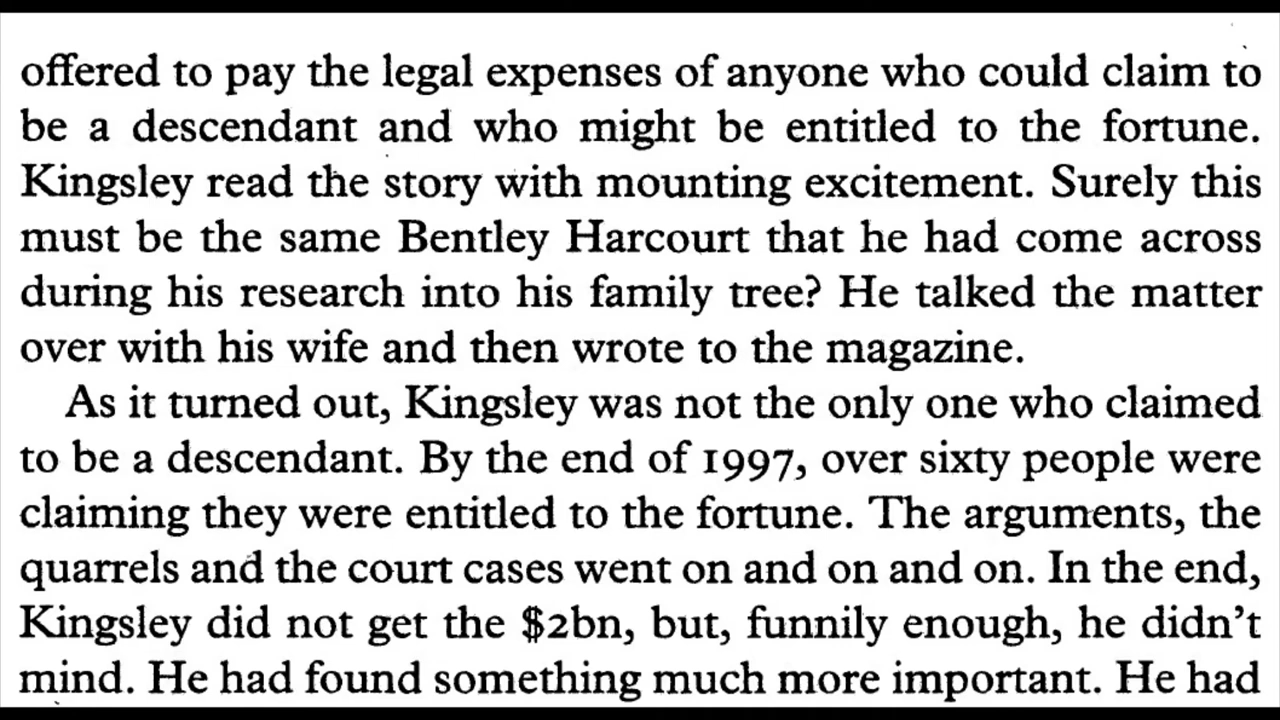 offered to pay the legal expenses of anyone who could claim to
be a descendant and who might be entitled to the fortune.
Kingsley read the story with mounting excitement. Surely this
must be the same Bentley Harcourt that he had come across
during his research into his family tree? He talked the matter
over with his wife and then wrote to the magazine.
As it turned out, Kingsley was not the only one who claimed
to be a descendant. By the end of 1997, over sixty people were
claiming they were entitled to the fortune. The arguments, the
quarrels and the court cases went on and on and on. In the end,
Kingsley did not get the $2bn, but, funnily enough, he didn't
mind. He had found something much more important. He had